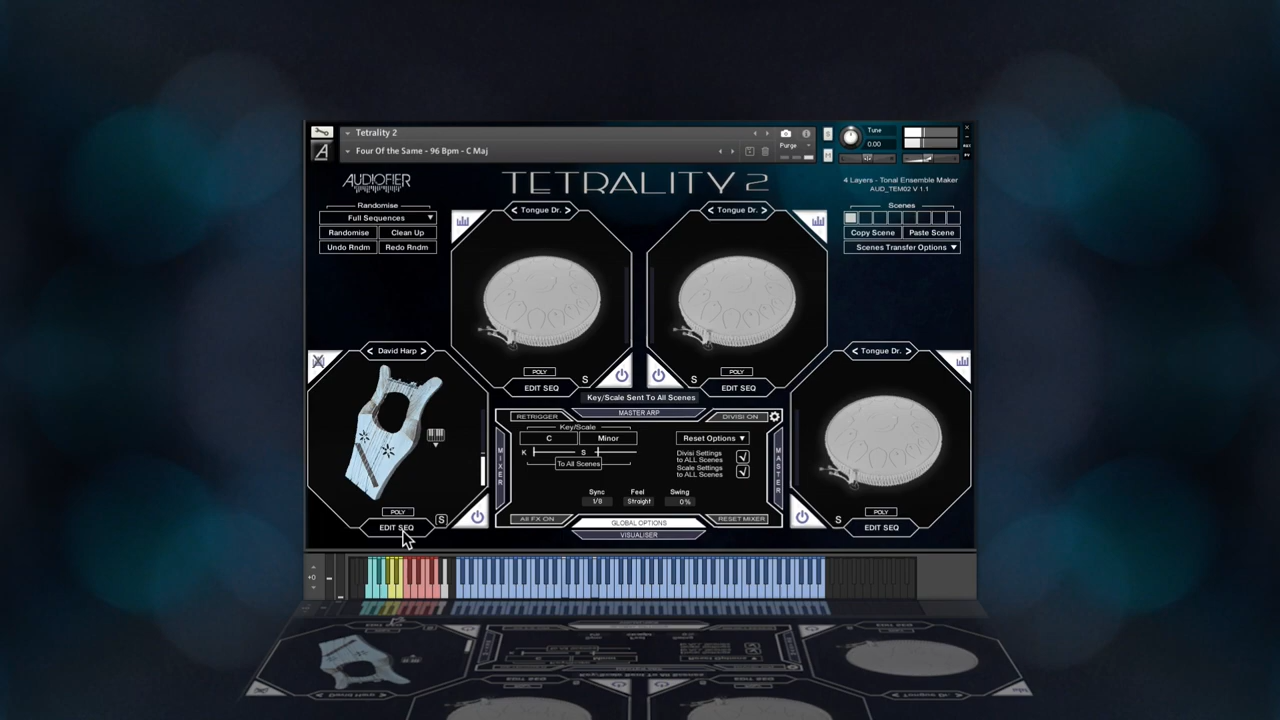 Tetrality 2
Four Of the Same - 96 Bpm - C Maj
Purge
S
M
Tune
0.00
AUDIOFIER
TETRALITY 2
4 Layers - Tonal Ensemble Maker
AUD_TEM02 V 1.1
Randomise
Full Sequences
Randomise
Clean Up
Undo Rndm
Redo Rndm
< Tongue Dr. >
< Tongue Dr. >
Scenes
Copy Scene
Paste Scene
Scenes Transfer Options
POLY
EDIT SEQ
S
POLY
EDIT SEQ
S
< David Harp >
POLY
EDIT SEQ
S
< Tongue Dr. >
POLY
EDIT SEQ
S
Key/Scale Sent To All Scenes
MASTER ARP
RETRIGGER
DIVISI ON
Key/Scale
C
Minor
K
S
To All Scenes
Reset Options
Divisi Settings
to ALL Scenes
Scale Settings
to ALL Scenes
MIXER
MASTER
Sync
Feel
Swing
1/8
Straight
0%
All FX ON
GLOBAL OPTIONS
RESET MIXER
VISUALISER
+0